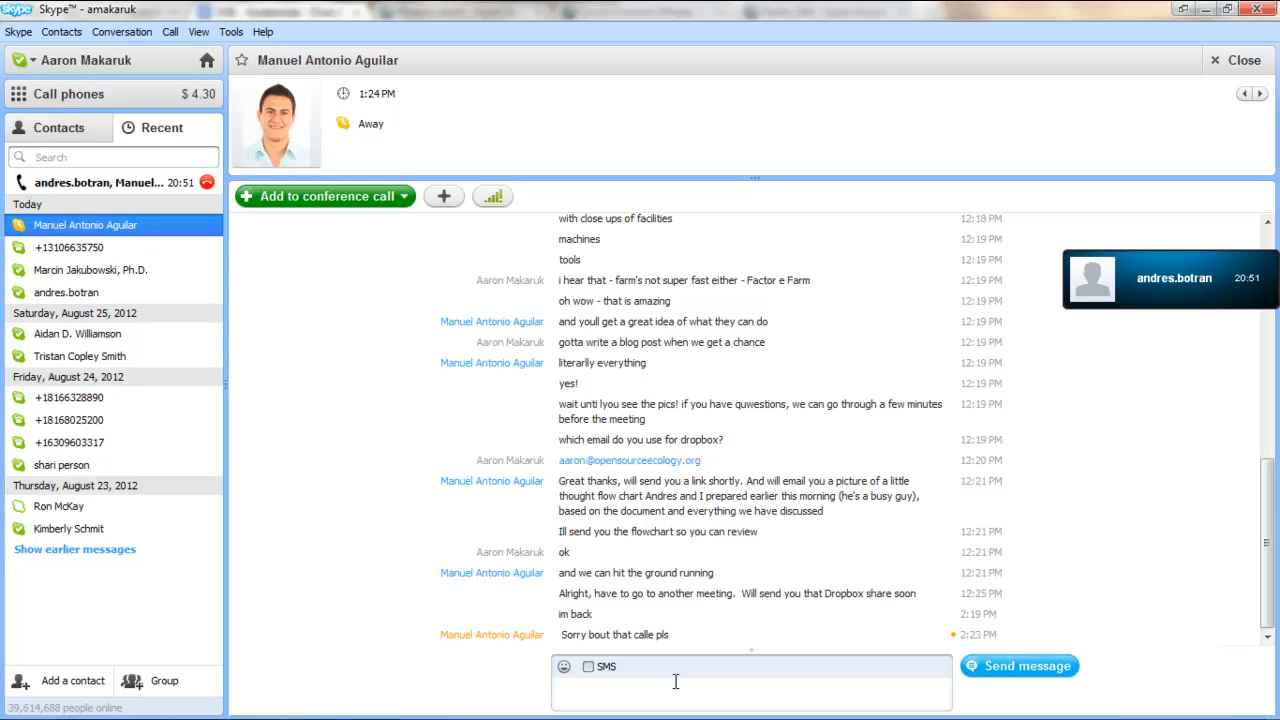 Skype™ - amakaruk
Skype Contacts Conversation Call View Tools Help
Aaron Makaruk
Call phones $ 4.30
Contacts Recent
Search
andres.botran, Manuel... 20:51
Today
Manuel Antonio Aguilar
+13106635750
Marcin Jakubowski, Ph.D.
andres.botran
Saturday, August 25, 2012
Aidan D. Williamson
Tristan Copley Smith
Friday, August 24, 2012
+18166328890
+18168025200
+16309603317
shari person
Thursday, August 23, 2012
Ron McKay
Kimberly Schmit
Show earlier messages
Add a contact Group
39,614,688 people online
Manuel Antonio Aguilar Close
1:24 PM
Away
Add to conference call
with close ups of facilities 12:18 PM
machines 12:19 PM
tools 12:19 PM
Aaron Makaruk i hear that - farm's not super fast either - Factor e Farm 12:19 PM
oh wow - that is amazing 12:19 PM
Manuel Antonio Aguilar and youll get a great idea of what they can do 12:19 PM
Aaron Makaruk gotta write a blog post when we get a chance 12:19 PM
Manuel Antonio Aguilar literarlly everything 12:19 PM
yes! 12:19 PM
wait unti lyou see the pics! if you have quwestions, we can go through a few minutes 12:19 PM
before the meeting
which email do you use for dropbox? 12:19 PM
Aaron Makaruk aaron@opensourceecology.org 12:20 PM
Manuel Antonio Aguilar Great thanks, will send you a link shortly. And will email you a picture of a little 12:21 PM
thought flow chart Andres and I prepared earlier this morning (he's a busy guy),
based on the document and everything we have discussed
Ill send you the flowchart so you can review 12:21 PM
Aaron Makaruk ok 12:21 PM
Manuel Antonio Aguilar and we can hit the ground running 12:21 PM
Alright, have to go to another meeting. Will send you that Dropbox share soon 12:25 PM
im back 2:19 PM
Manuel Antonio Aguilar Sorry bout that calle pls 2:23 PM
SMS
Send message
andres.botran 20:51